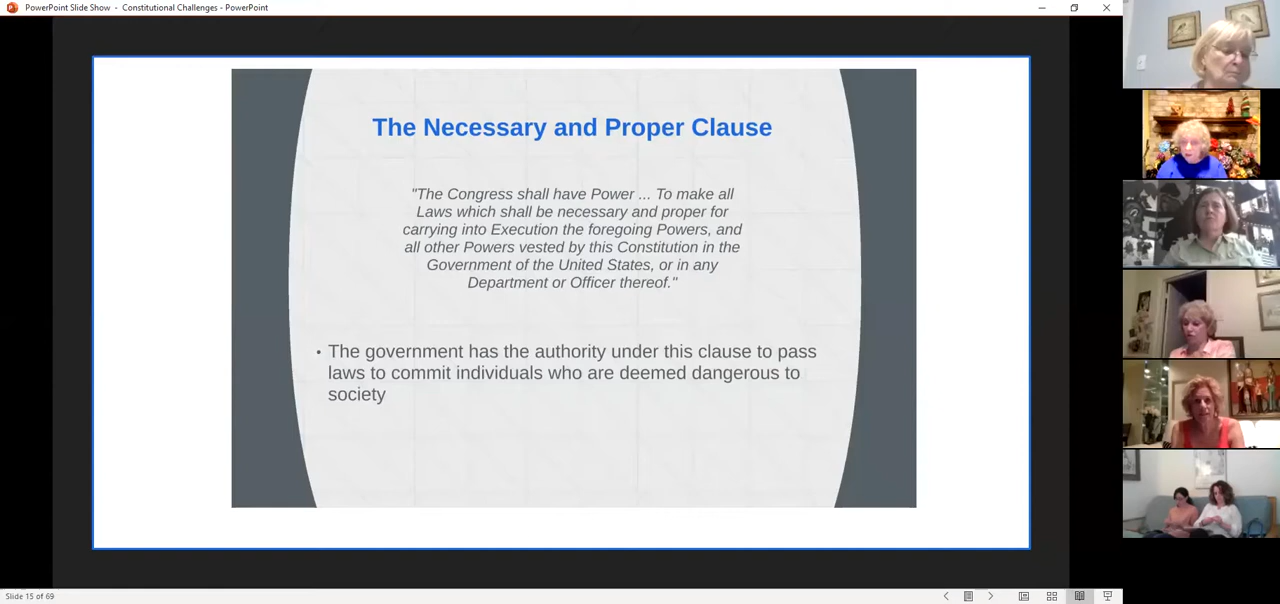 PowerPoint Slide Show - Constitutional Challenges - PowerPoint
The Necessary and Proper Clause
"The Congress shall have Power ... To make all
Laws which shall be necessary and proper for
carrying into Execution the foregoing Powers, and
all other Powers vested by this Constitution in the
Government of the United States, or in any
Department or Officer thereof."
• The government has the authority under this clause to pass
laws to commit individuals who are deemed dangerous to
society
Slide 15 of 69